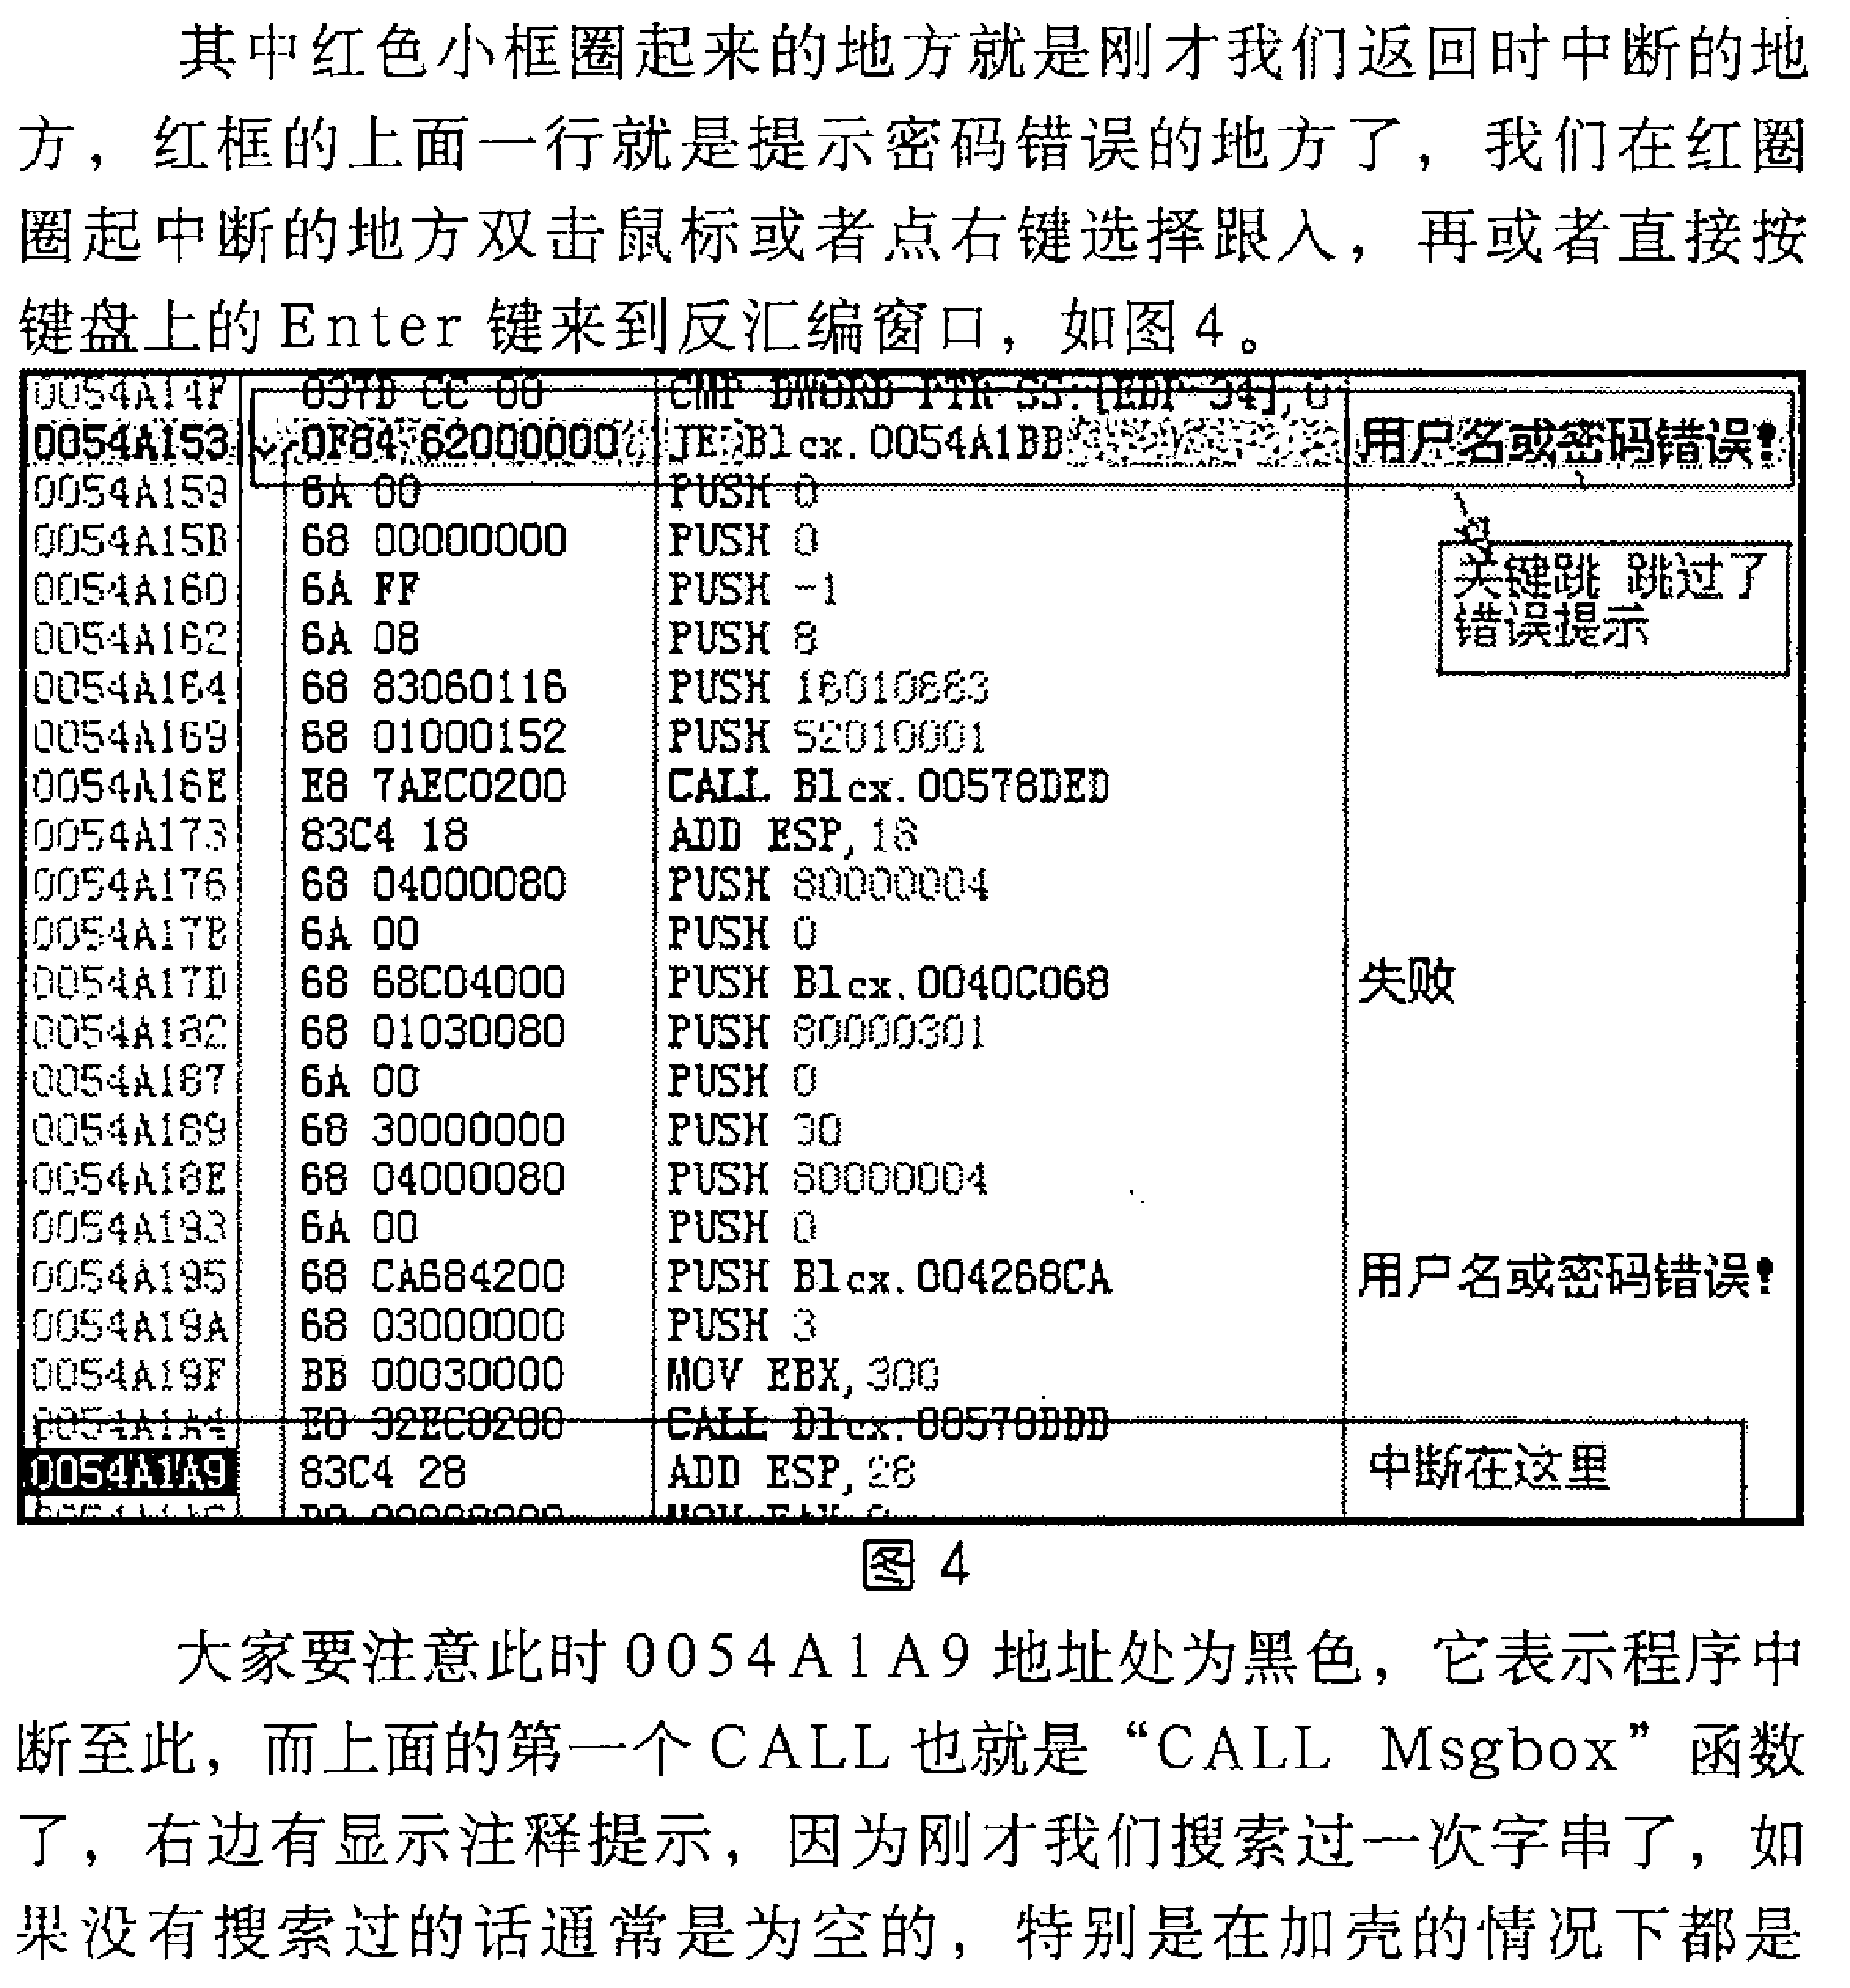 其中红色小框圈起来的地方就是刚才我们返回时中断的地
方，红框的上面一行就是提示密码错误的地方了，我们在红圈
圈起中断的地方双击鼠标或者点右键选择跟入，再或者直接按
键盘上的Enter键来到反汇编窗口，如图4。
0054A14F 837D CC 00 CMP DWORD PTR SS:[EBP-34],0
0054A153 0F84 62000000 JE Blcx.0054A1BB 用户名或密码错误！
0054A159 6A 00 PUSH 0
0054A15B 68 00000000 PUSH 0
0054A160 6A FF PUSH -1
关键跳 跳过了
错误提示
0054A162 6A 08 PUSH 8
0054A164 68 83060116 PUSH 16010683
0054A169 68 01000152 PUSH 52010001
0054A16E E8 7AEC0200 CALL Blcx.00578DED
0054A173 83C4 18 ADD ESP,18
0054A176 68 04000080 PUSH 80000004
0054A17B 6A 00 PUSH 0
0054A17D 68 68C04000 PUSH Blcx.0040C068 失败
0054A182 68 01030080 PUSH 80000301
0054A187 6A 00 PUSH 0
0054A189 68 30000000 PUSH 30
0054A18E 68 04000080 PUSH 80000004
0054A193 6A 00 PUSH 0
0054A195 68 CA684200 PUSH Blcx.004268CA 用户名或密码错误！
0054A19A 68 03000000 PUSH 3
0054A19F BB 00030000 MOV EBX,300
0054A1A4 E8 32EC0200 CALL Blcx.00578DDD
0054A1A9 83C4 28 ADD ESP,28 中断在这里
图 4
大家要注意此时0054A1A9地址处为黑色，它表示程序中
断至此，而上面的第一个CALL也就是“CALL Msgbox”函数
了，右边有显示注释提示，因为刚才我们搜索过一次字串了，如
果没有搜索过的话通常是为空的，特别是在加壳的情况下都是